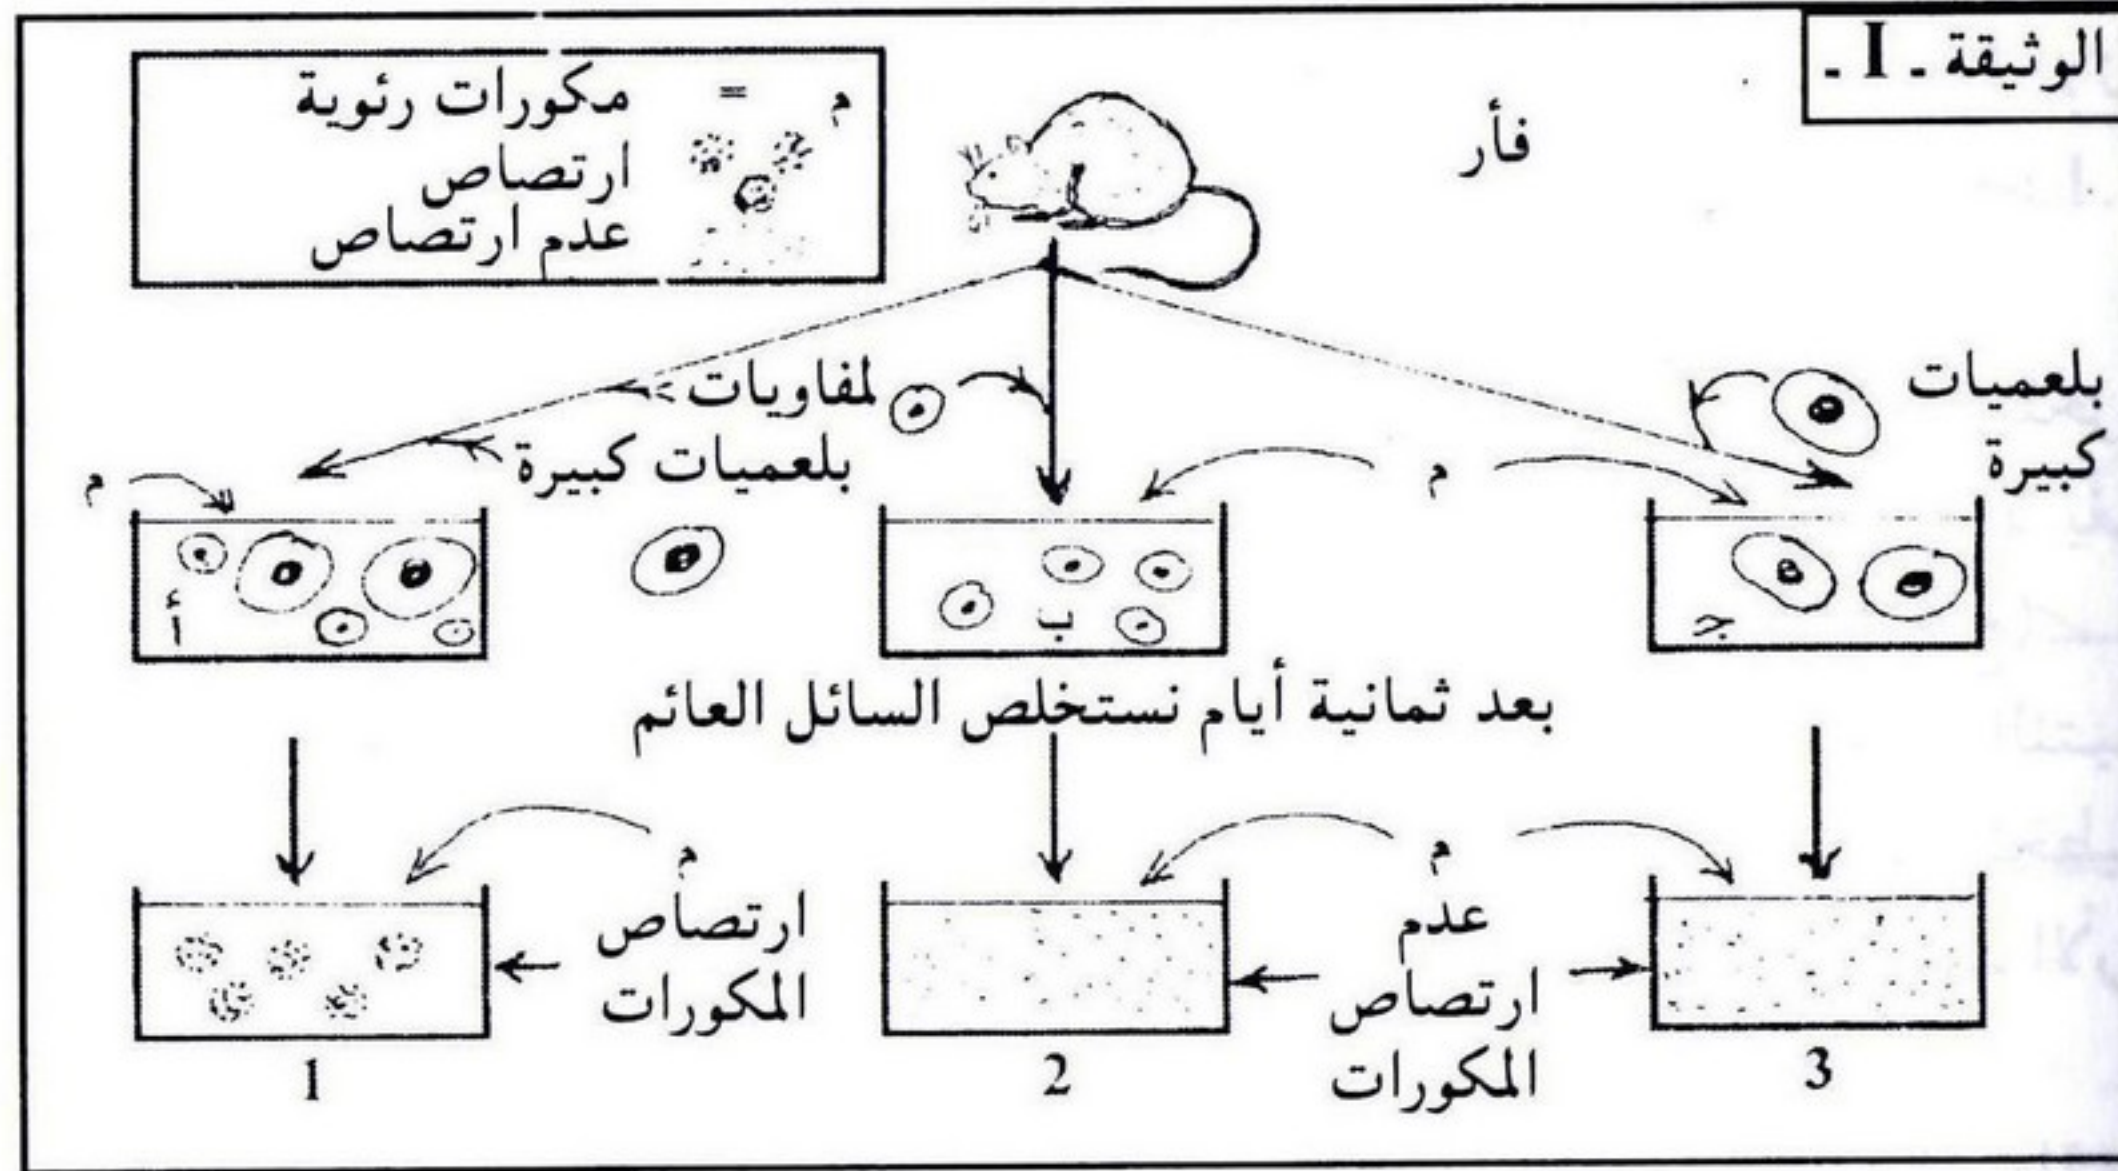 الوثيقة - I -
م = مكورات رئوية
ارتصاص
عدم ارتصاص
فأر
بلعميات
كبيرة
لمفاويات
بلعميات كبيرة
م
م
أ
ب
جـ
بعد ثمانية أيام نستخلص السائل العائم
م
م
ارتصاص
المكورات
عدم
ارتصاص
المكورات
1
2
3